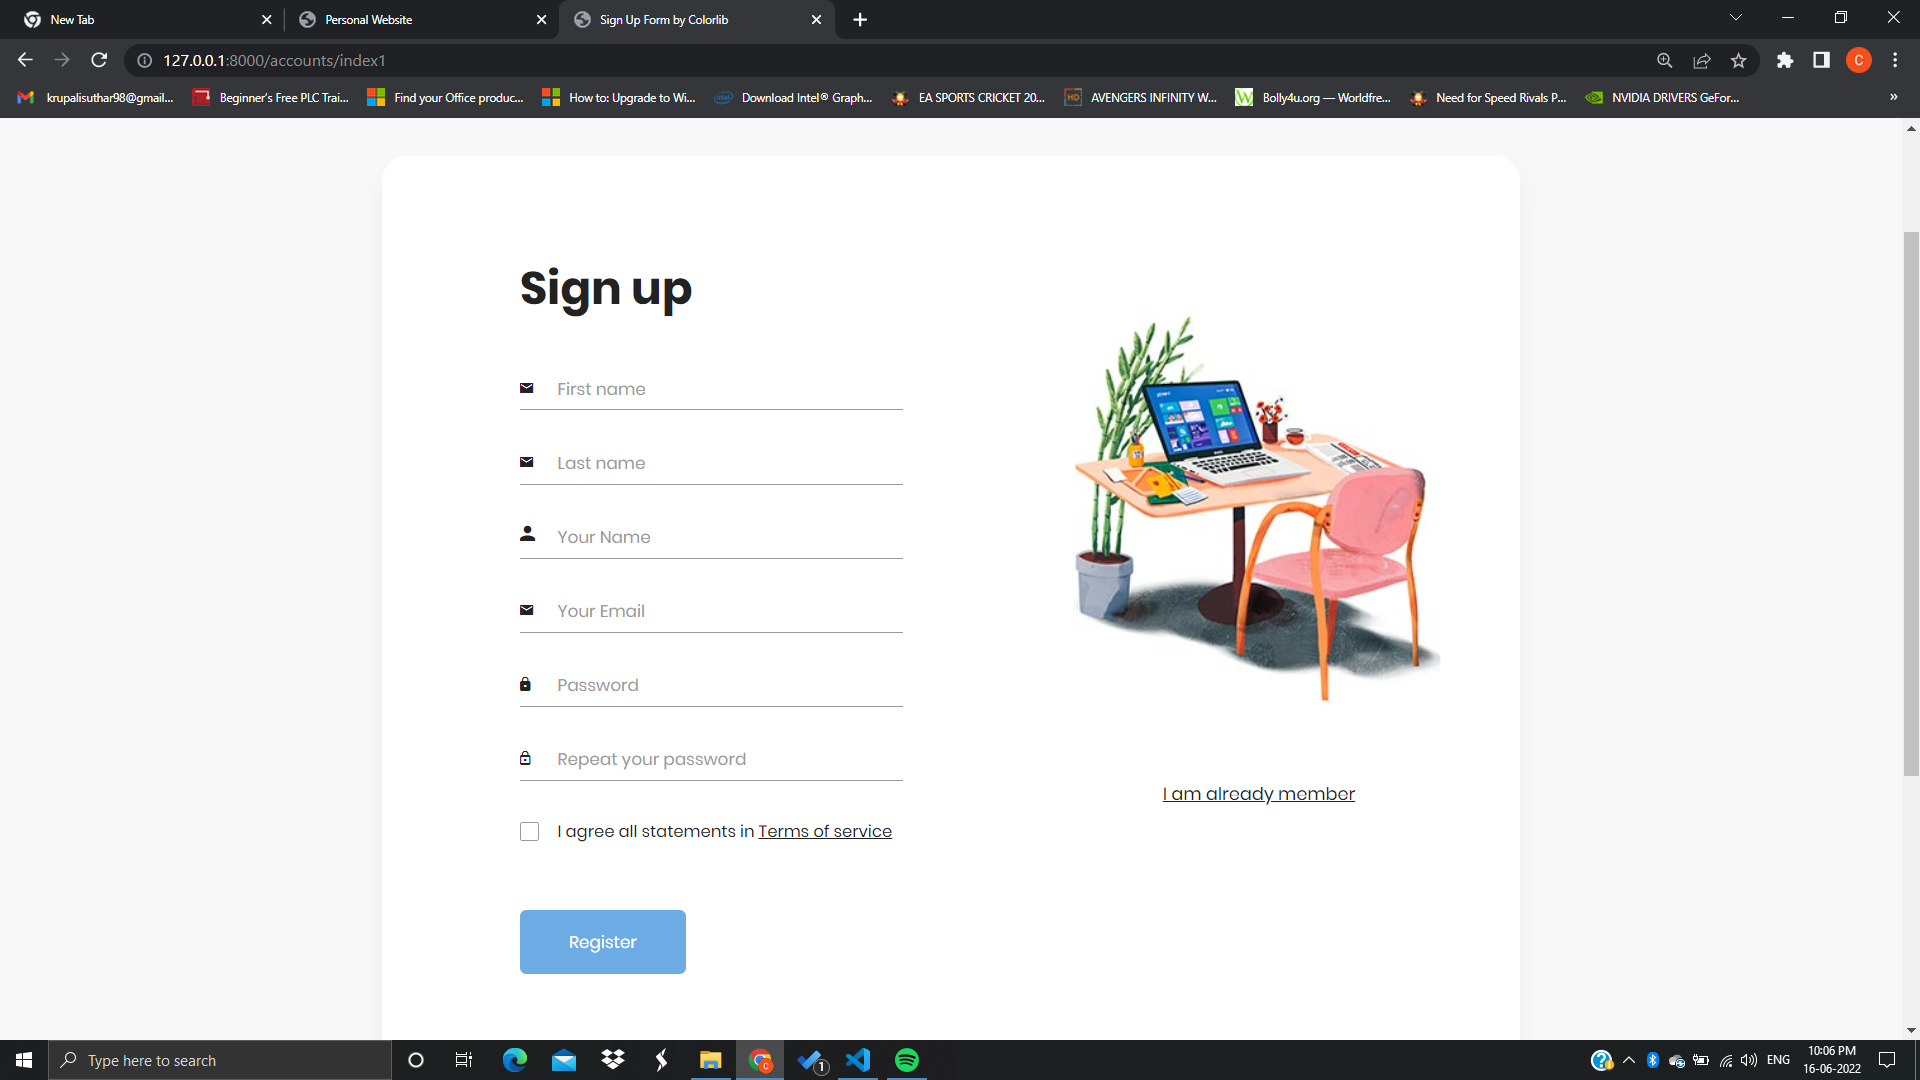 New Tab
Personal Website
Sign Up Form by Colorlib
127.0.0.1:8000/accounts/index1
C
krupalisuthar98@gmail...
Beginner's Free PLC Trai...
Find your Office produc...
How to: Upgrade to Wi...
Download Intel® Graph...
EA SPORTS CRICKET 20...
AVENGERS INFINITY W...
Bolly4u.org — Worldfre...
Need for Speed Rivals P...
NVIDIA DRIVERS GeFor...
»
Sign up
First name
Last name
Your Name
Your Email
Password
Repeat your password
I am already member
I agree all statements in Terms of service
Register
Type here to search
1
ENG
10:06 PM
16-06-2022